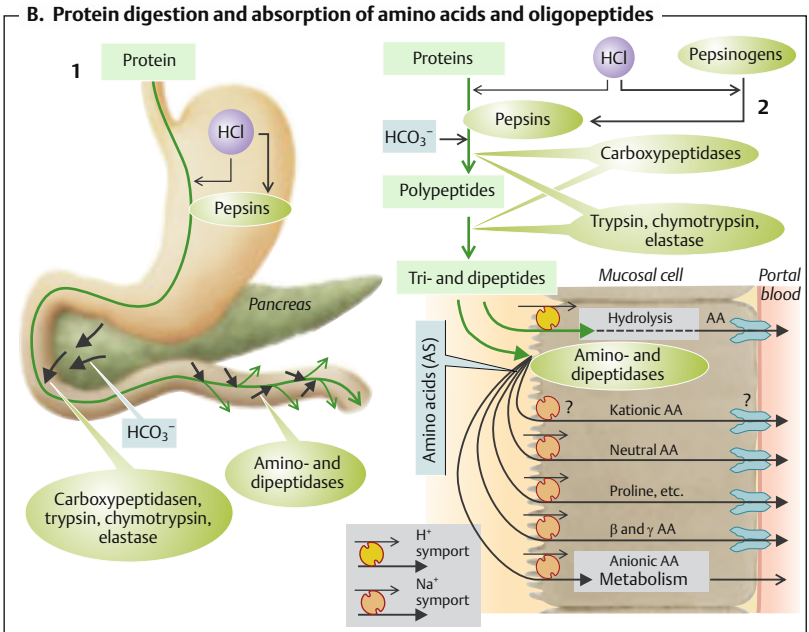 B. Protein digestion and absorption of amino acids and oligopeptides
1
Protein
HCl
Pepsins
Pancreas
HCO₃⁻
Carboxypeptidasen,
trypsin, chymotrypsin,
elastase
Amino- and
dipeptidases
Proteins
HCl
Pepsinogens
2
Pepsins
HCO₃⁻
Carboxypeptidases
Polypeptides
Trypsin, chymotrypsin,
elastase
Tri- and dipeptides
Mucosal cell
Portal
blood
Hydrolysis
AA
Amino acids (AS)
Amino- and
dipeptidases
?
Kationic AA
?
Neutral AA
Proline, etc.
β and γ AA
Anionic AA
Metabolism
H⁺
symport
Na⁺
symport